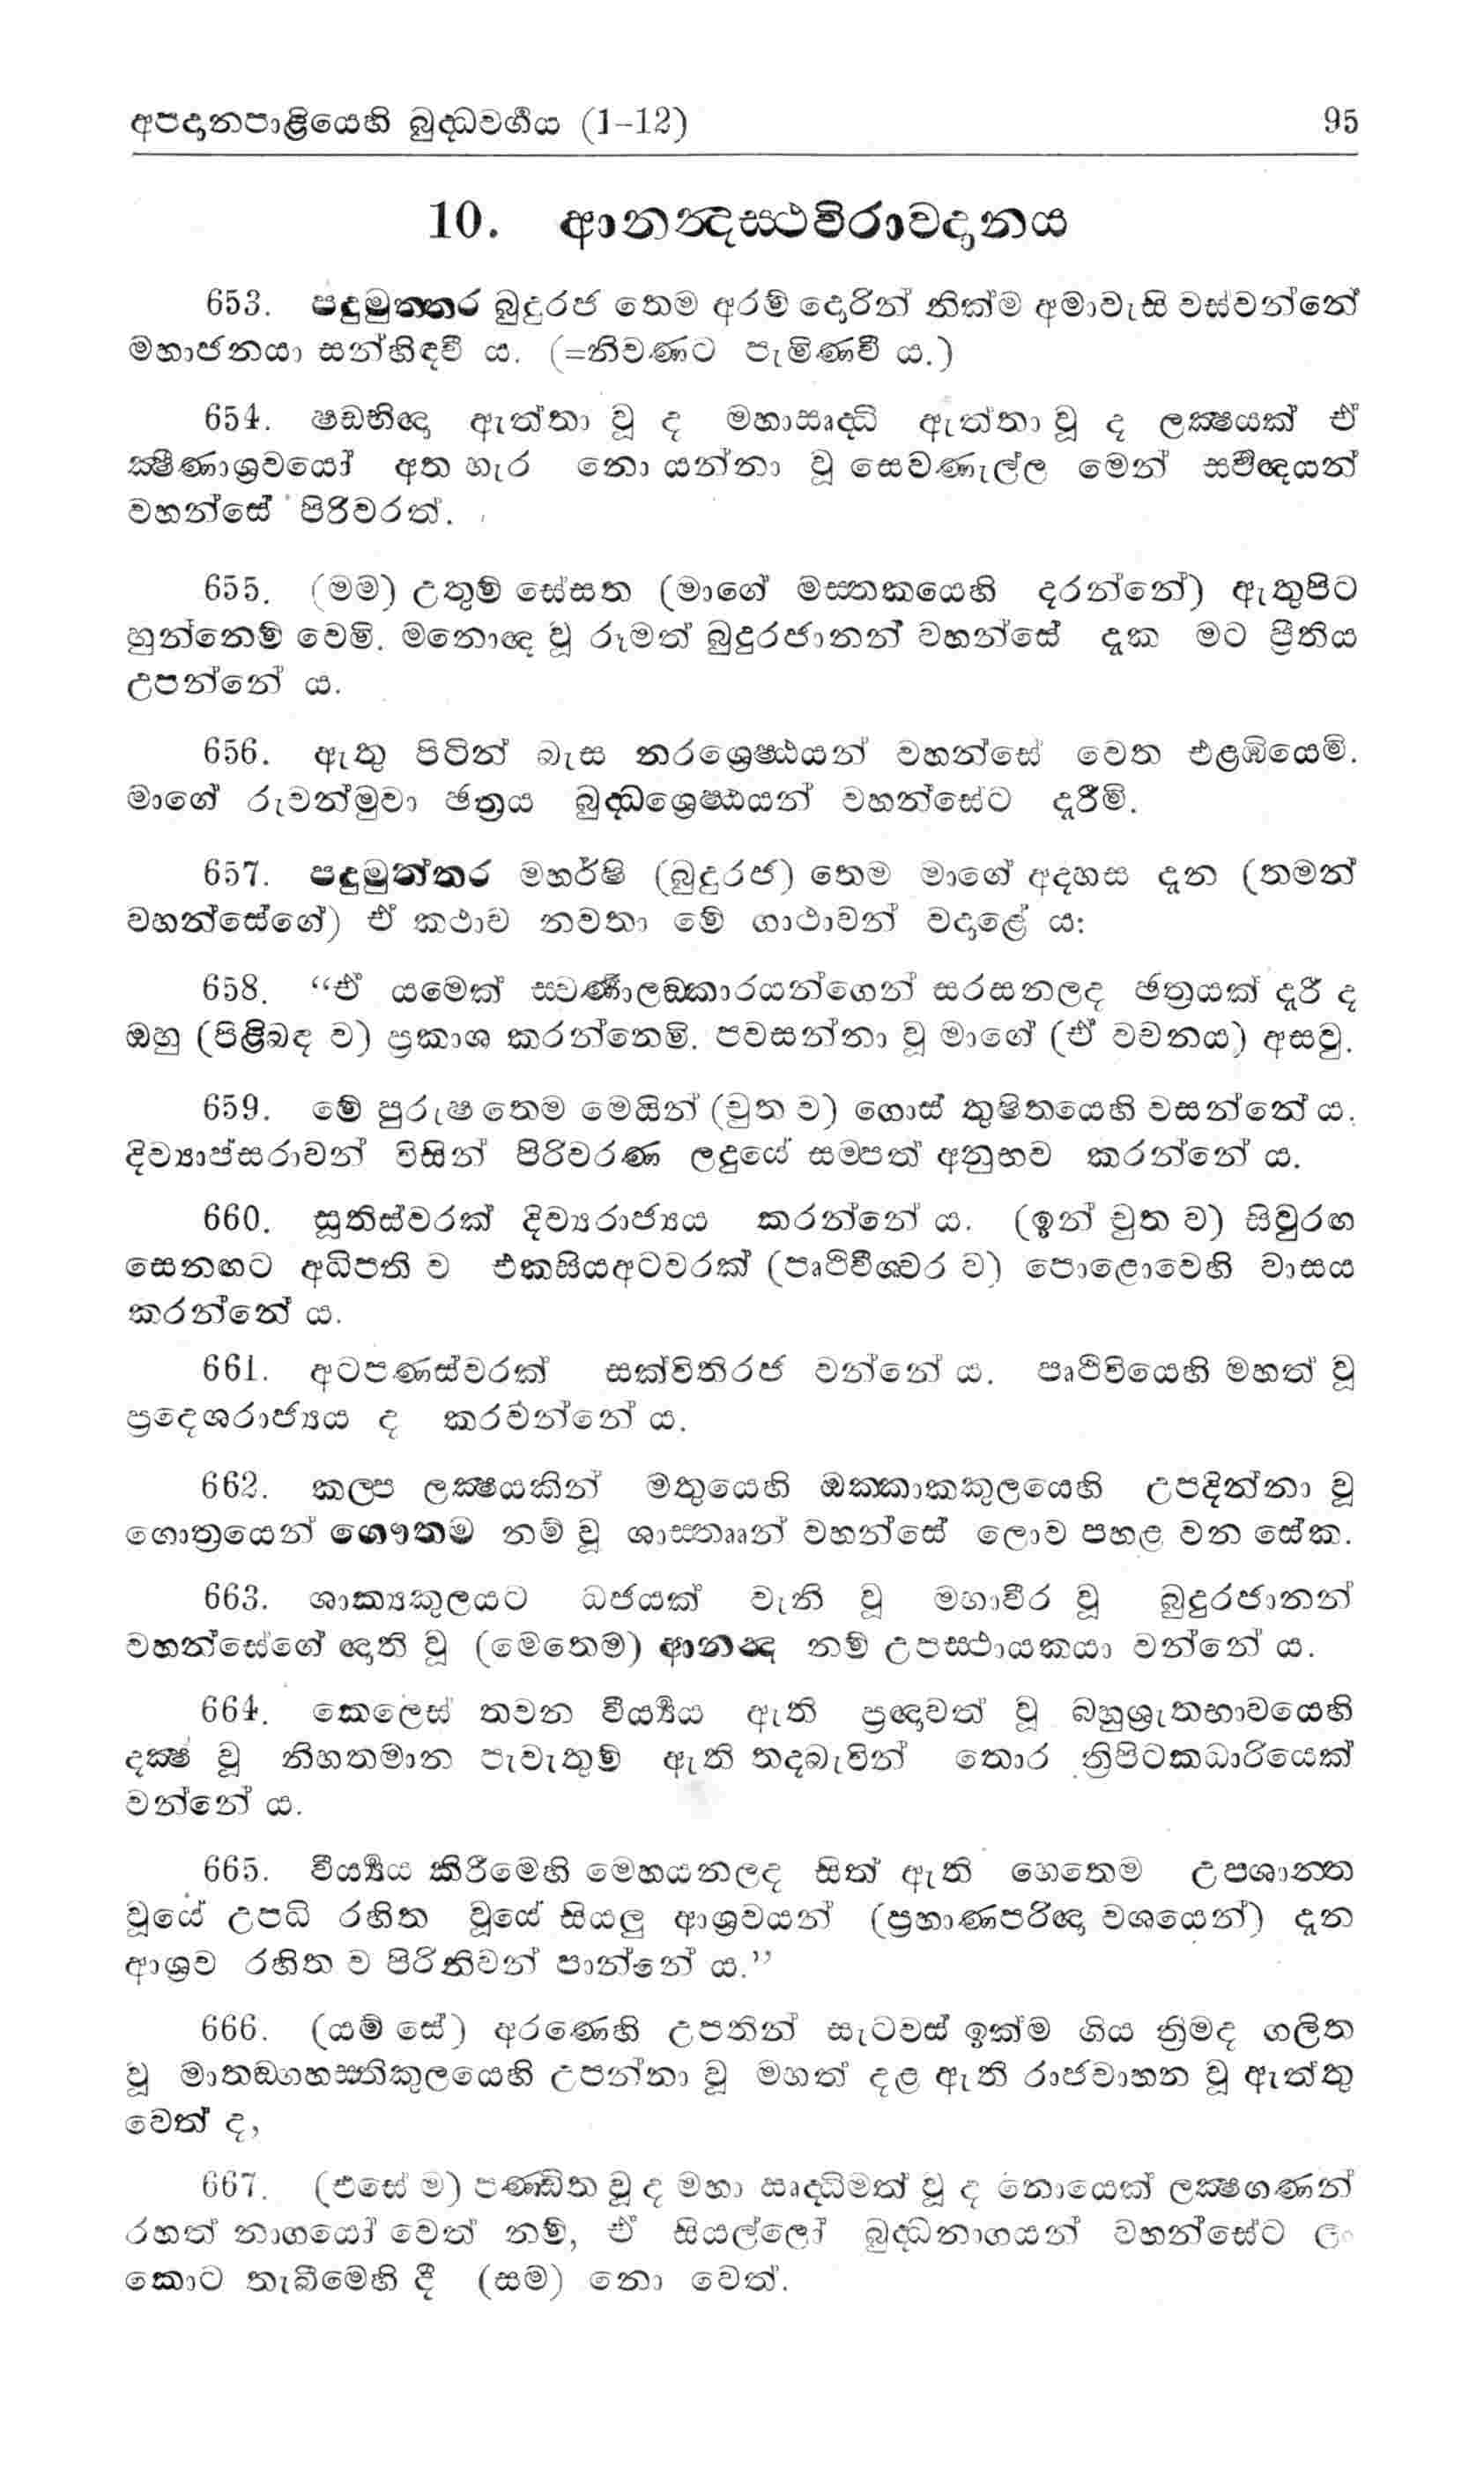 අපදානපාළියෙහි බුද්ධවර්ගය (1–12) 95
10. ආනන්දස්ථවිරාවදානය
653. පදුමුත්තර බුදුරජ තෙම අරම් දොරින් නික්ම අමාවැසි වස්වන්නේ
මහාජනයා සන්හිඳවී ය. (=නිවණට පැමිණවී ය.)
654. ෂඩභිඥා ඇත්තා වූ ද මහාඍද්ධි ඇත්තා වූ ද ලක්ෂයක් ඒ
ක්ෂීණාශ්‍රවයෝ අත හැර නො යන්නා වූ සෙවණැල්ල මෙන් සර්වඥයන්
වහන්සේ පිරිවරත්.
655. (මම) උතුම් සේසත (මාගේ මස්තකයෙහි දරන්නේ) ඇතුපිට
හුන්නෙම් වෙමි. මනොඥ වූ රූමත් බුදුරජානන් වහන්සේ දැක මට ප්‍රීතිය
උපන්නේ ය.
656. ඇතු පිටින් බැස නරශ්‍රෙෂ්ඨයන් වහන්සේ වෙත එළඹියෙමි.
මාගේ රුවන්මුවා ඡත්‍රය බුද්ධශ්‍රෙෂ්ඨයන් වහන්සේට දැරීමි.
657. පදුමුත්තර මහර්ෂි (බුදුරජ) තෙම මාගේ අදහස දැන (තමන්
වහන්සේගේ) ඒ කථාව නවතා මේ ගාථාවන් වදාළේ ය:
658. “ඒ යමෙක් ස්වර්ණාලඞ්කාරයන්ගෙන් සරසනලද ඡත්‍රයක් දැරී ද
ඔහු (පිළිබඳ ව) ප්‍රකාශ කරන්නෙමි. පවසන්නා වූ මාගේ (ඒ වචනය) අසවු.
659. මේ පුරුෂ තෙම මෙයින් (චුත ව) ගොස් තුෂිතයෙහි වසන්නේ ය.
දිව්‍යාප්සරාවන් විසින් පිරිවරණ ලදුයේ සම්පත් අනුභව කරන්නේ ය.
660. සූතිස්වරක් දිව්‍යරාජ්‍යය කරන්නේ ය. (ඉන් චුත ව) සිවුරඟ
සෙනඟට අධිපති ව එකසියඅටවරක් (පෘථිවීශ්වර ව) පොළොවෙහි වාසය
කරන්නේ ය.
661. අටපණස්වරක් සක්විතිරජ වන්නේ ය. පෘථිවියෙහි මහත් වූ
ප්‍රදෙශරාජ්‍යය ද කරවන්නේ ය.
662. කල්ප ලක්ෂයකින් මතුයෙහි ඔක්කාකකුලයෙහි උපදින්නා වූ
ගොත්‍රයෙන් ගෞතම නම් වූ ශාස්තෲන් වහන්සේ ලොව පහළ වන සේක.
663. ශාක්‍යකුලයට ධජයක් වැනි වූ මහාවීර වූ බුදුරජානන්
වහන්සේගේ ඥාති වූ (මෙතෙම) ආනන්ද නම් උපස්ථායකයා වන්නේ ය.
664. කෙලෙස් තවන වීර්‍ය්‍යය ඇති ප්‍රඥාවත් වූ බහුශ්‍රැතභාවයෙහි
දක්ෂ වූ නිහතමාන පැවැතුම් ඇති තදබැවින් තොර ත්‍රිපිටකධාරියෙක්
වන්නේ ය.
665. වීර්‍ය්‍යය කිරීමෙහි මෙහයනලද සිත් ඇති හෙතෙම උපශාන්ත
වූයේ උපධි රහිත වූයේ සියලු ආශ්‍රවයන් (ප්‍රහාණපරිඥා වශයෙන්) දැන
ආශ්‍රව රහිත ව පිරිනිවන් පාන්නේ ය.”
666. (යම් සේ) අරණෙහි උපතින් සැටවස් ඉක්ම ගිය ත්‍රිමද ගලිත
වූ මාතඞ්ගහස්තිකුලයෙහි උපන්නා වූ මහත් දළ ඇති රාජවාහන වූ ඇත්තු
වෙත් ද,
667. (එසේ ම) පණ්ඩිත වූ ද මහා ඍද්ධිමත් වූ ද නොයෙක් ලක්ෂගණන්
රහත් නාගයෝ වෙත් නම්, ඒ සියල්ලෝ බුද්ධනාගයන් වහන්සේට
කොට තැබීමෙහි දී (සම) නො වෙත්.